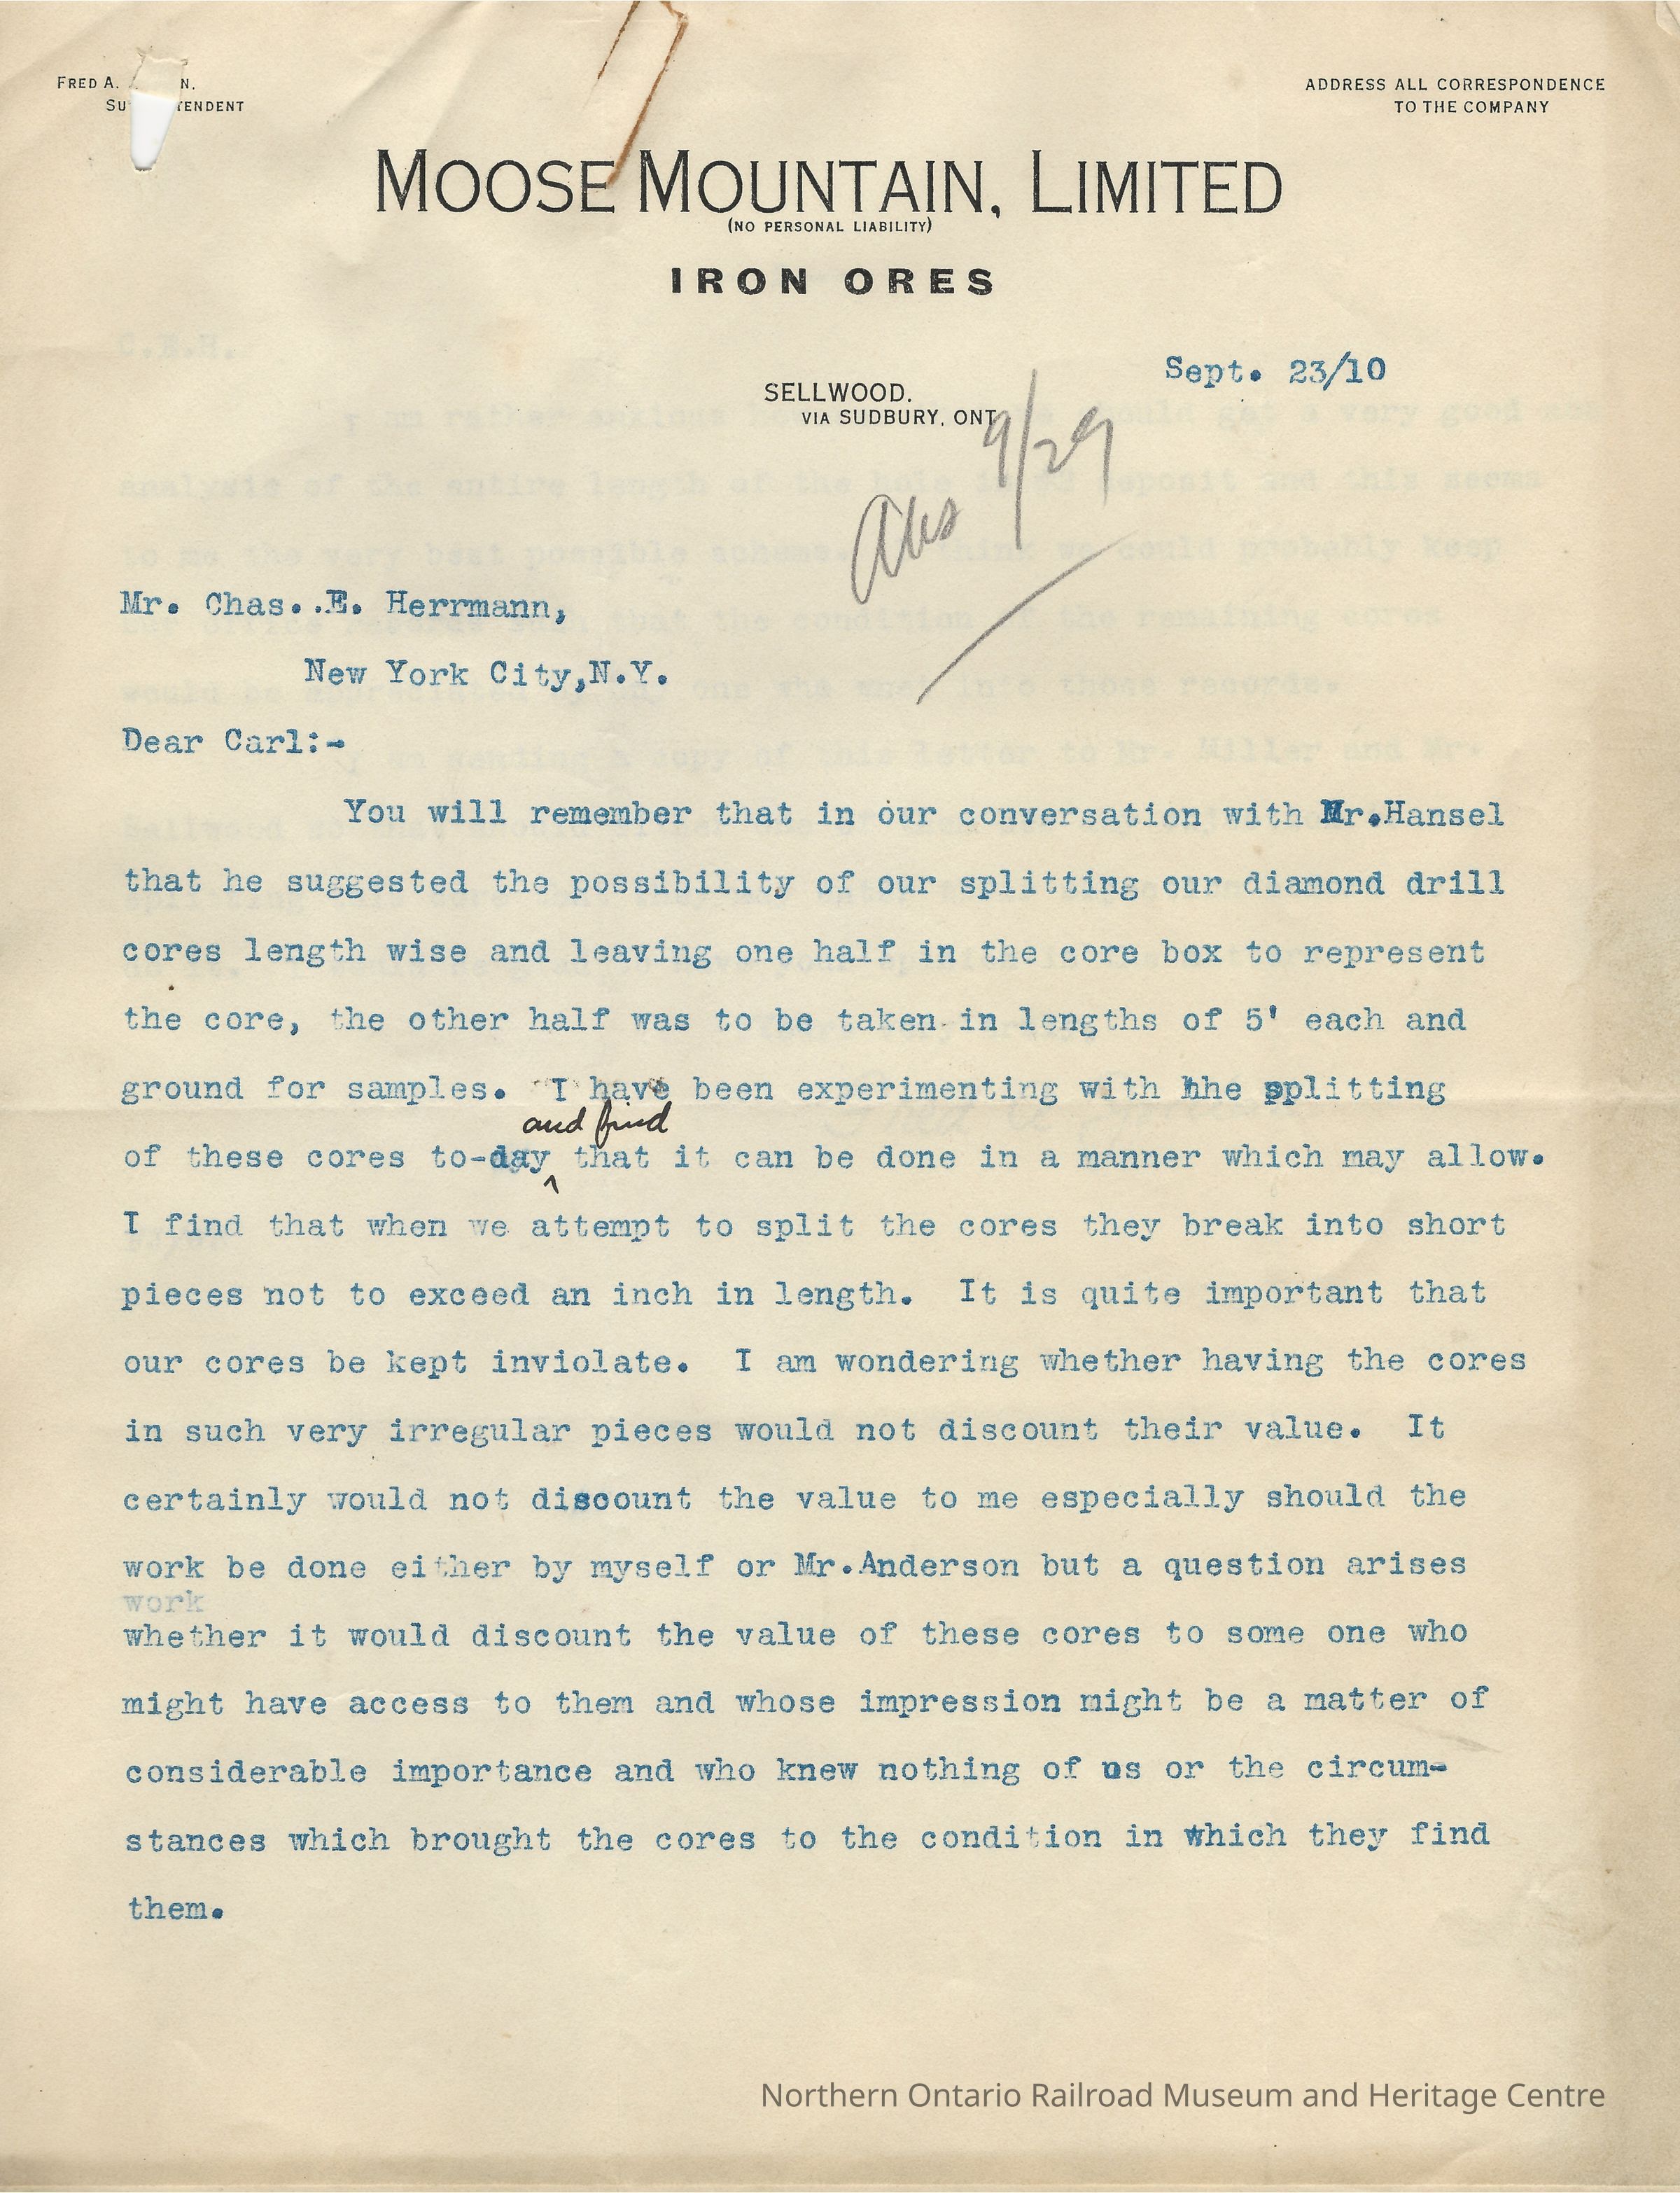 FRED A.
ADDRESS ALL CORRESPONDENCE
TO THE COMPANY
MOOSE MOUNTAIN, LIMITED
(NO PERSONAL LIABILITY)
IRON ORES
Sept. 23/10
SELLWOOD.
VIA SUDBURY, ONT.
Ans 9/29
Mr. Chas..E. Herrmann,
New York City,N.Y.
Dear Carl:-
You will remember that in our conversation with Mr.Hansel
that he suggested the possibility of our splitting our diamond drill
cores length wise and leaving one half in the core box to represent
the core, the other half was to be taken in lengths of 5' each and
ground for samples. I have been experimenting with hhe splitting
and find
of these cores to-day ^ that it can be done in a manner which may allow.
I find that when we attempt to split the cores they break into short
pieces not to exceed an inch in length. It is quite important that
our cores be kept inviolate. I am wondering whether having the cores
in such very irregular pieces would not discount their value. It
certainly would not discount the value to me especially should the
work be done either by myself or Mr.Anderson but a question arises
work
whether it would discount the value of these cores to some one who
might have access to them and whose impression might be a matter of
considerable importance and who knew nothing of us or the circum-
stances which brought the cores to the condition in which they find
them.
Northern Ontario Railroad Museum and Heritage Centre